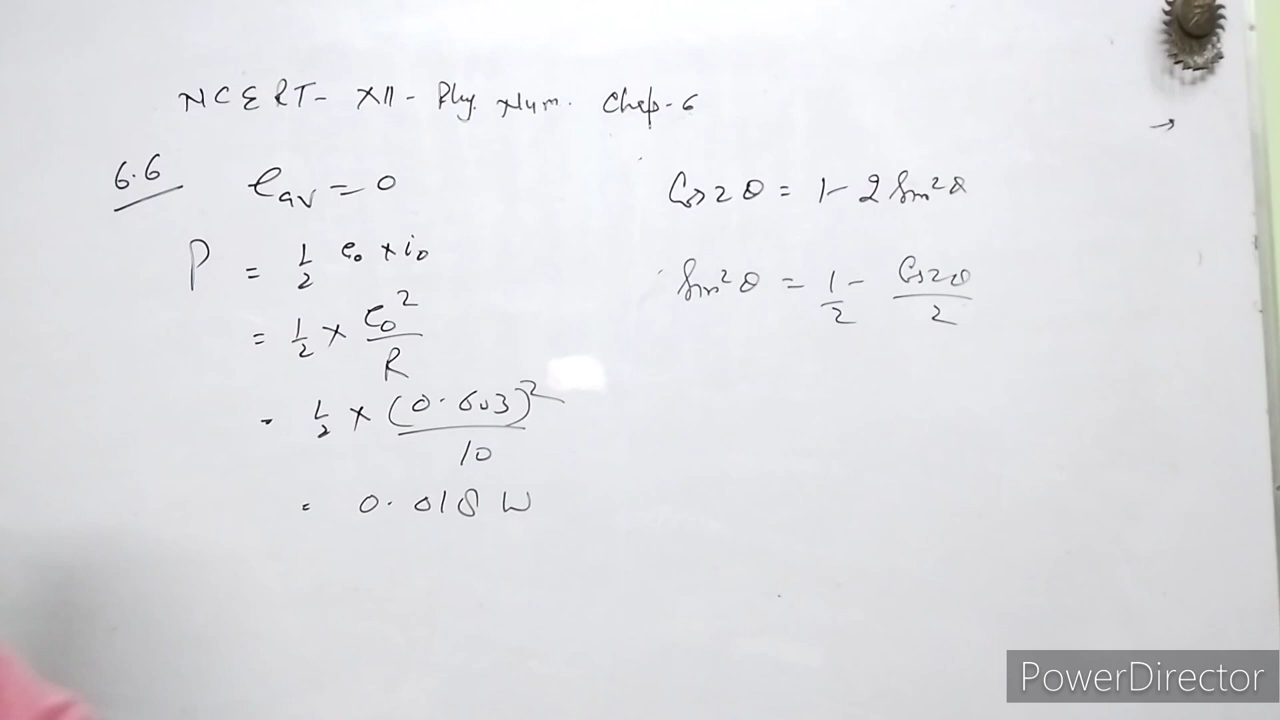 NCERT- XII - Phy. Num. Chap-6
6.6 e_av = 0
P = 1/2 e₀ × i₀
= 1/2 × e₀²/R
= 1/2 × (0.603)²/10
= 0.018 W
Cos 2θ = 1 - 2 Sin²θ
Sin²θ = 1/2 - Cos2θ/2
→
PowerDirector